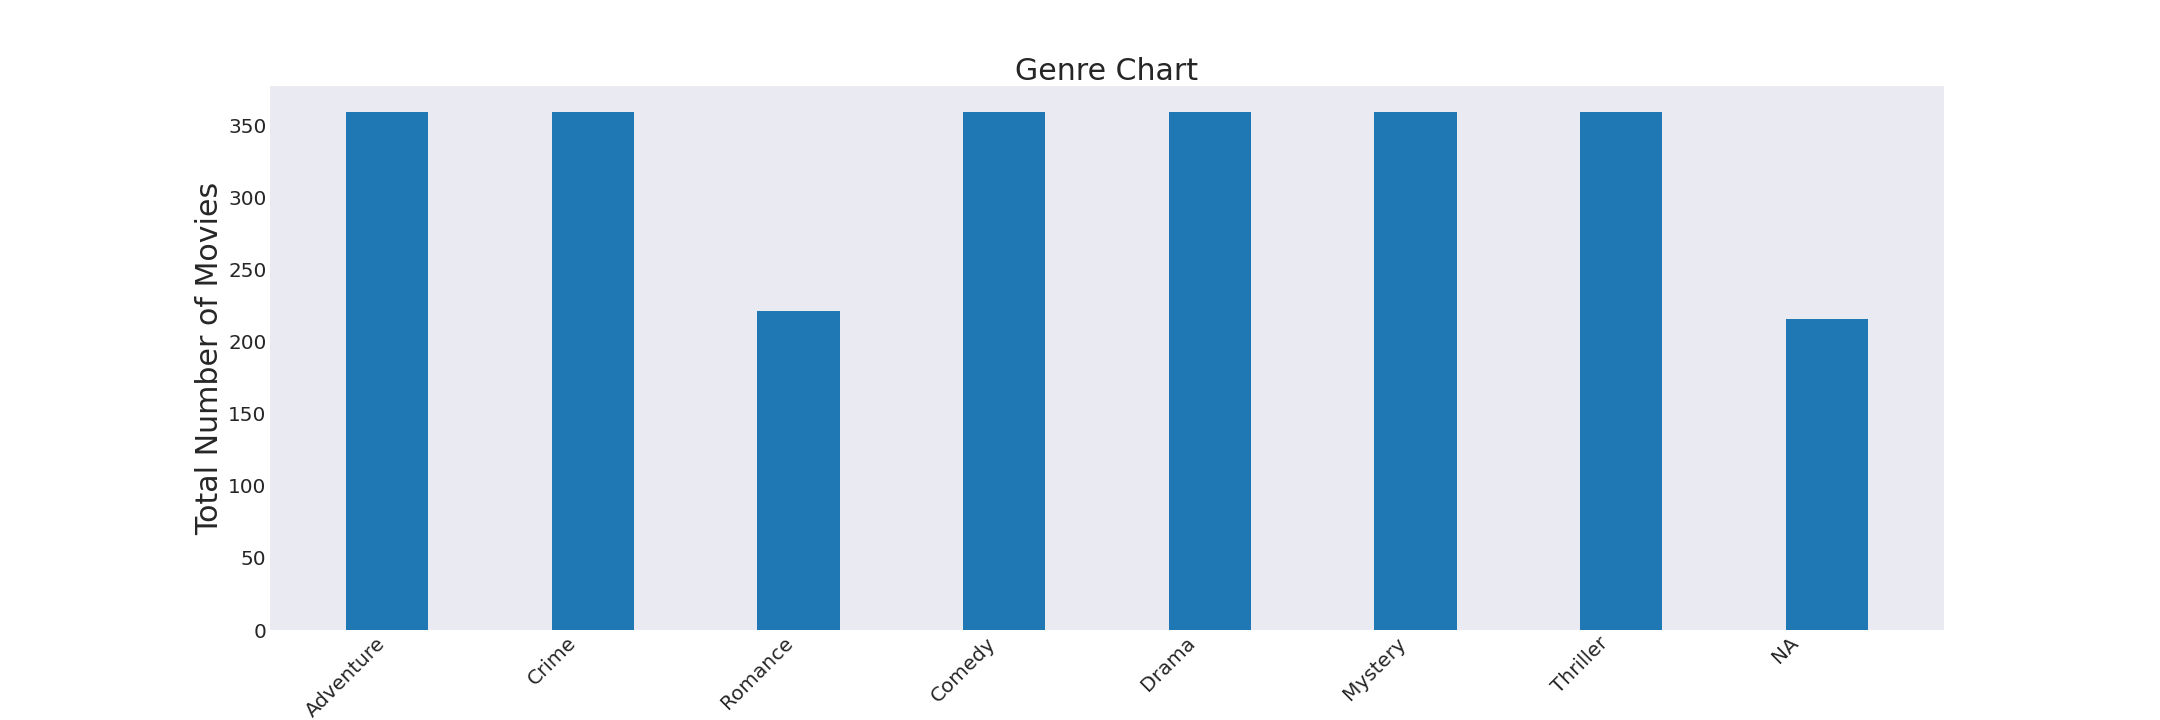 Genre Chart
Total Number of Movies
350
300
250
200
150
100
50
0
Adventure
Crime
Romance
Comedy
Drama
Mystery
Thriller
NA